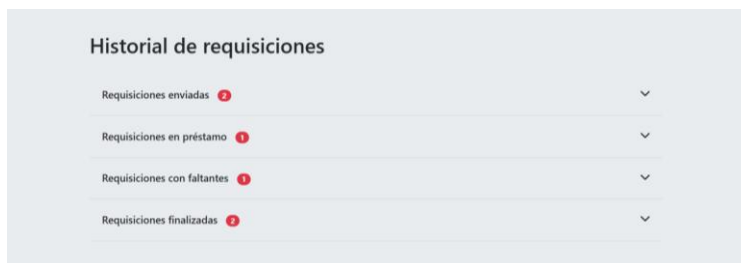 Historial de requisiciones
Requisiciones enviadas 2
Requisiciones en préstamo 1
Requisiciones con faltantes 1
Requisiciones finalizadas 2